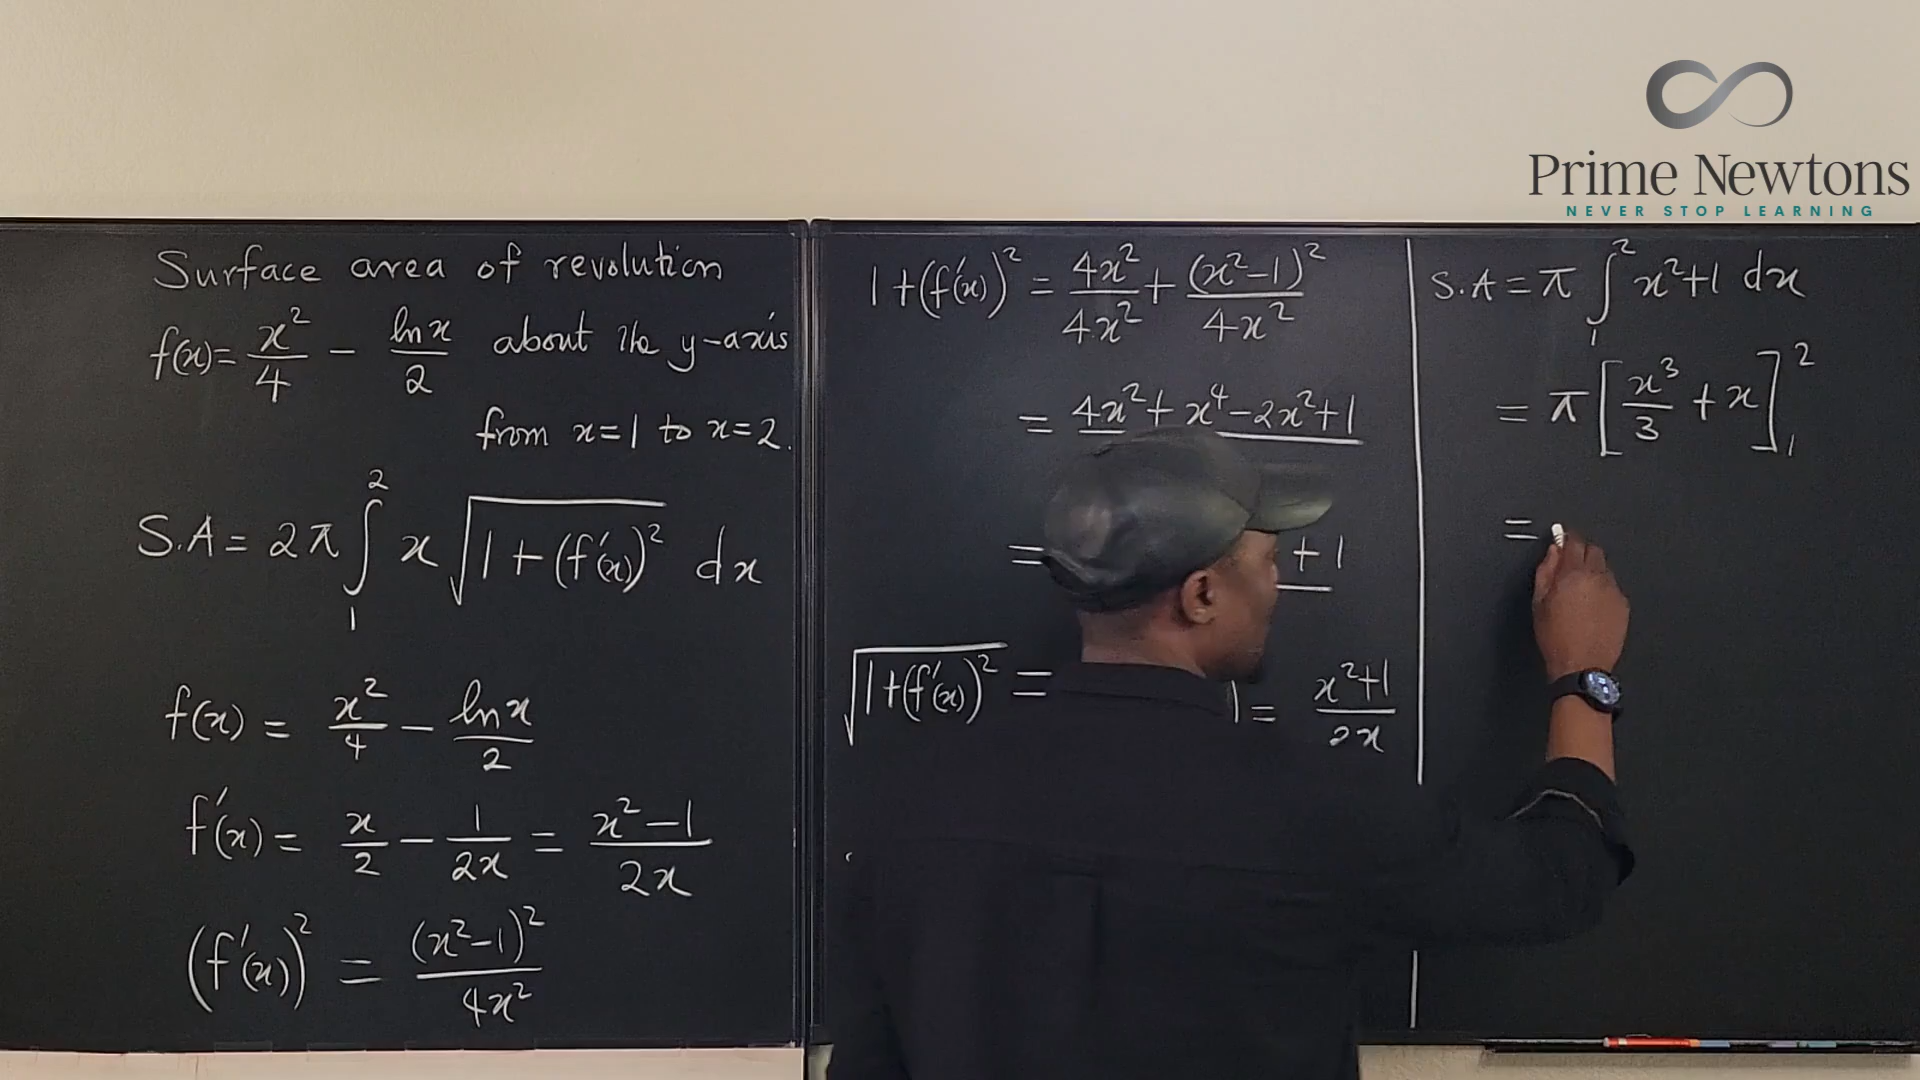 Prime Newtons
NEVER STOP LEARNING
Surface area of revolution
f(x) = x²/4 − ln x/2 about the y-axis
from x=1 to x=2.
S.A = 2π ∫₁² x √(1+(f′(x))²) dx
f(x) = x²/4 − ln x/2
f′(x) = x/2 − 1/2x = x²−1/2x
(f′(x))² = (x²−1)²/4x²
1+(f′(x))² = 4x²/4x² + (x²−1)²/4x²
= 4x²+x⁴−2x²+1
= + 1
√(1+(f′(x))²) = = x²+1/2x
S.A = π ∫₁² x²+1 dx
= π [x³/3 + x]₁²
=